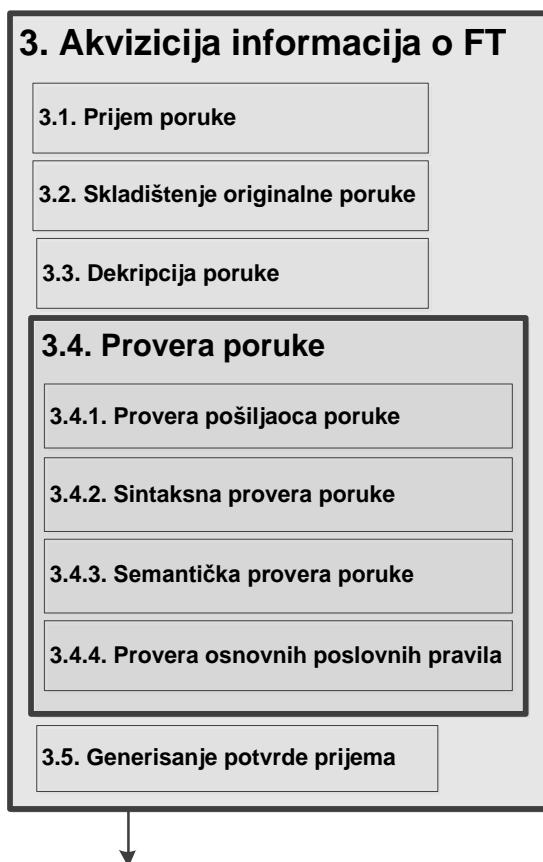 3. Akvizicija informacija o FT
3.1. Prijem poruke
3.2. Skladištenje originalne poruke
3.3. Dekripcija poruke
3.4. Provera poruke
3.4.1. Provera pošiljaoca poruke
3.4.2. Sintaksna provera poruke
3.4.3. Semantička provera poruke
3.4.4. Provera osnovnih poslovnih pravila
3.5. Generisanje potvrde prijema